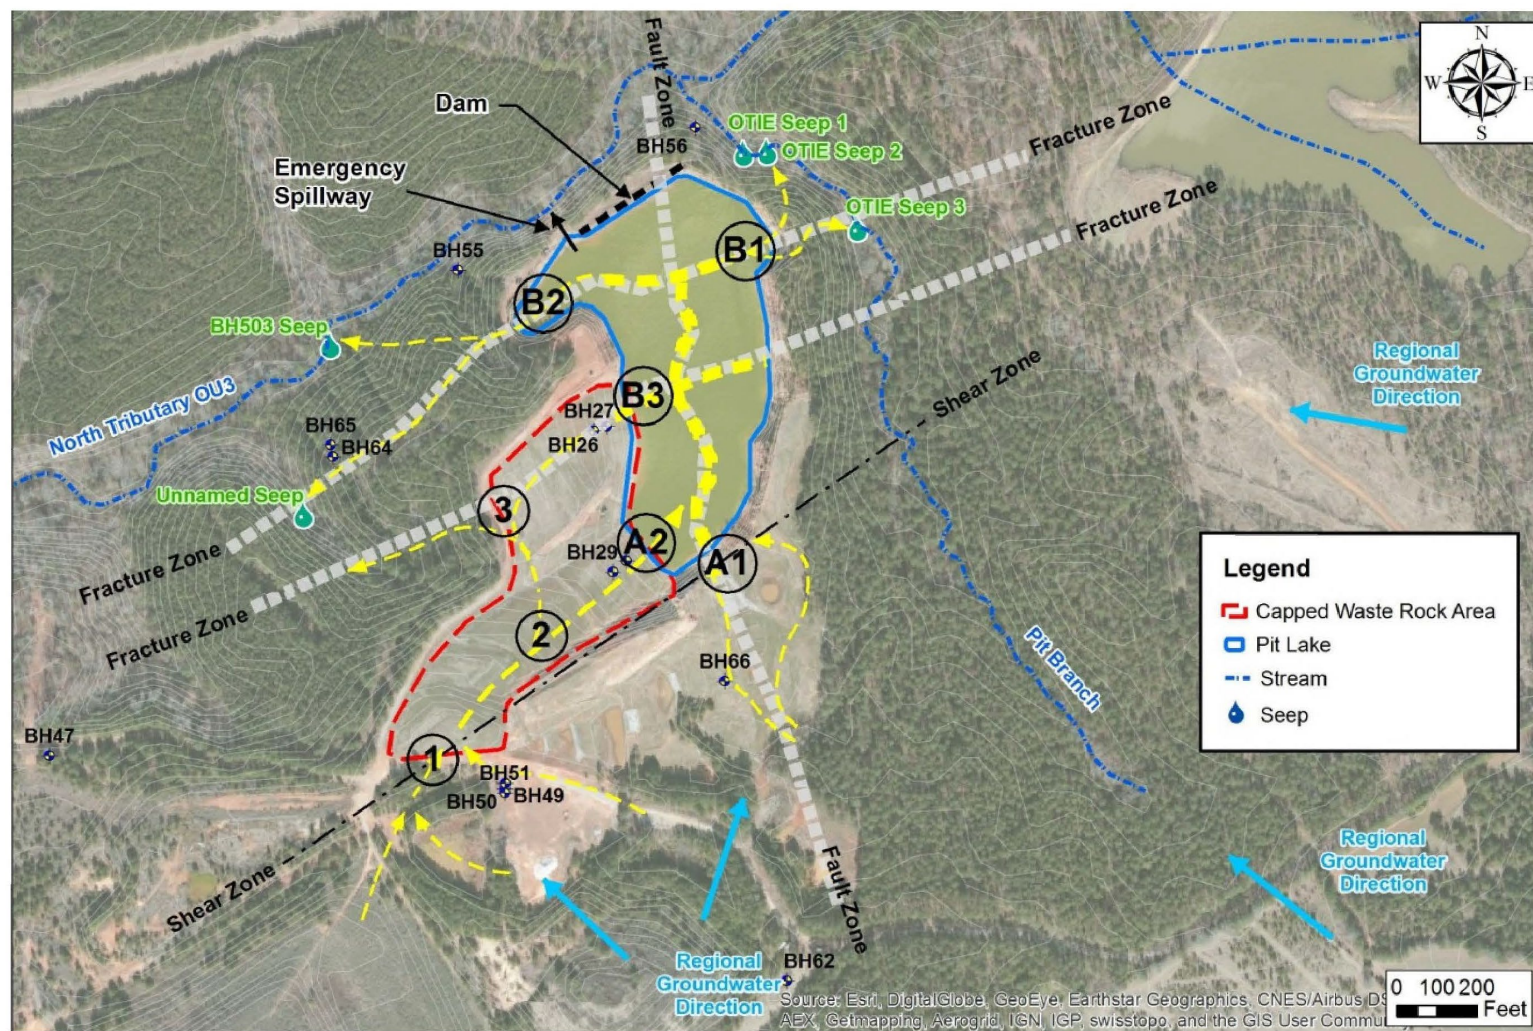 N
W
E
S
Fault Zone
Dam
BH56
OTIE Seep 1
OTIE Seep 2
Fracture Zone
Emergency
Spillway
OTIE Seep 3
Fracture Zone
BH55
B1
B2
BH503 Seep
Regional
Groundwater
Direction
North Tributary OU3
B3
Shear Zone
BH27
BH26
BH65
BH64
Unnamed Seep
3
A2
BH29
A1
Fracture Zone
Fracture Zone
2
Legend
Capped Waste Rock Area
Pit Lake
Stream
Seep
BH66
Pit Branch
BH47
1
BH51
BH50
BH49
Shear Zone
Fault Zone
Regional
Groundwater
Direction
Regional
Groundwater
Direction
BH62
0 100 200
Feet
Source: Esri, DigitalGlobe, GeoEye, Earthstar Geographics, CNES/Airbus DS
AEX, Getmapping, Aerogrid, IGN, IGP, swisstopo, and the GIS User Commu